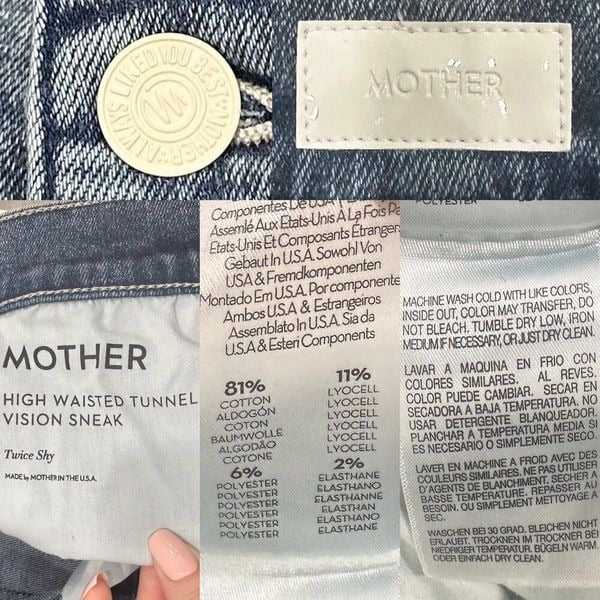 ALWAYS LIKED YOU BEST MOTHER
MOTHER
MOTHER
HIGH WAISTED TUNNEL
VISION SNEAK
Twice Shy
MADE by MOTHER IN THE U.S.A.
Componentes De U.S.A
Assemblé Aux Etats-Unis À La Fois Pa
Etats-Unis Et Composants Étranger
Gebaut In U.S.A. Sowohl Von
USA & Fremdkomponenten
Montado Em U.S.A. Por componente
Ambos U.S.A & Estrangeiros
Assemblato In U.S.A. Sia da
U.S.A & Esteri Componenti
81%
COTTON
ALGODÓN
COTON
BAUMWOLLE
ALGODÃO
COTONE
11%
LYOCELL
LYOCELL
LYOCELL
LYOCELL
LYOCELL
LYOCELL
6%
POLYESTER
POLYESTER
POLYESTER
POLYESTER
POLYESTER
POLYESTER
2%
ELASTHANE
ELASTHANO
ELASTHANNE
ELASTHAN
ELASTHANO
ELASTHANE
POLYESTER
MACHINE WASH COLD WITH LIKE COLORS,
INSIDE OUT, COLOR MAY TRANSFER, DO
NOT BLEACH. TUMBLE DRY LOW, IRON
MEDIUM IF NECESSARY, OR JUST DRY CLEAN.
LAVAR A MAQUINA EN FRIO CON
COLORES SIMILARES. AL REVES.
COLOR PUEDE CAMBIAR. SECAR EN
SECADORA A BAJA TEMPERATURA. NO
USAR DETERGENTE BLANQUEADOR.
PLANCHAR A TEMPERATURA MEDIA SI
ES NECESARIO O SIMPLEMENTE SECO.
LAVER EN MACHINE A FROID AVEC DES
COULEURS SIMILAIRES. NE PAS UTILISER
D'AGENTS DE BLANCHIMENT. SECHER A
BASSE TEMPERATURE. REPASSER AU
BESOIN. OU SIMPLEMENT METTOYAGE A
SEC.
WASCHEN BEI 30 GRAD. BLEICHEN NICHT
ERLAUBT. TROCKNEN IM TROCKNER BEI
NIEDRIGER TEMPERATUR. BÜGELN WARM.
ODER EINFACH DRY CLEAN.